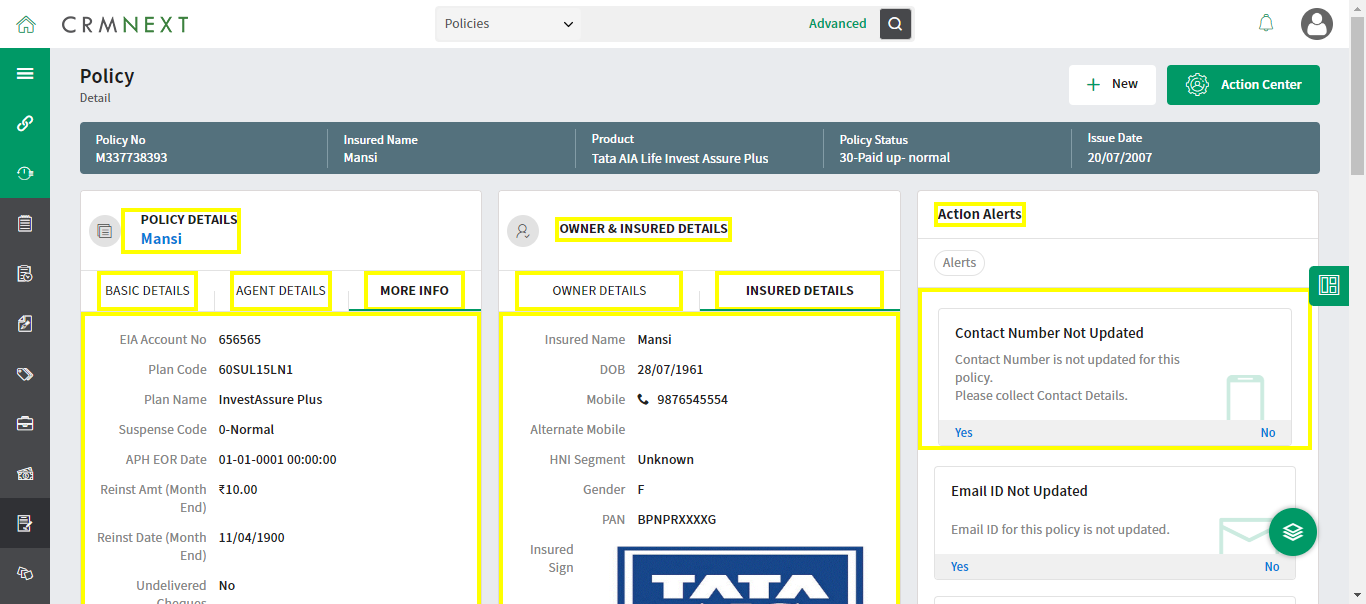 CRMNEXT
Policies
Advanced
Policy
Detail
New
Action Center
Policy No
M337738393
Insured Name
Mansi
Product
Tata AIA Life Invest Assure Plus
Policy Status
30-Paid up- normal
Issue Date
20/07/2007
POLICY DETAILS
Mansi
BASIC DETAILS
AGENT DETAILS
MORE INFO
EIA Account No 656565
Plan Code 60SUL15LN1
Plan Name InvestAssure Plus
Suspense Code 0-Normal
APH EOR Date 01-01-0001 00:00:00
Reinst Amt (Month ₹10.00
End)
Reinst Date (Month 11/04/1900
End)
Undelivered No
Cheques
OWNER & INSURED DETAILS
OWNER DETAILS
INSURED DETAILS
Insured Name Mansi
DOB 28/07/1961
Mobile 9876545554
Alternate Mobile
HNI Segment Unknown
Gender F
PAN BPNPRXXXXG
Insured
Sign
TATA
Action Alerts
Alerts
Contact Number Not Updated
Contact Number is not updated for this
policy.
Please collect Contact Details.
Yes No
Email ID Not Updated
Email ID for this policy is not updated.
Yes No